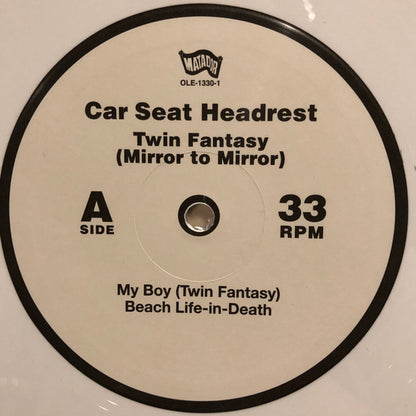 MATADOR
OLE-1330-1
Car Seat Headrest
Twin Fantasy
(Mirror to Mirror)
A
SIDE
33
RPM
My Boy (Twin Fantasy)
Beach Life-in-Death